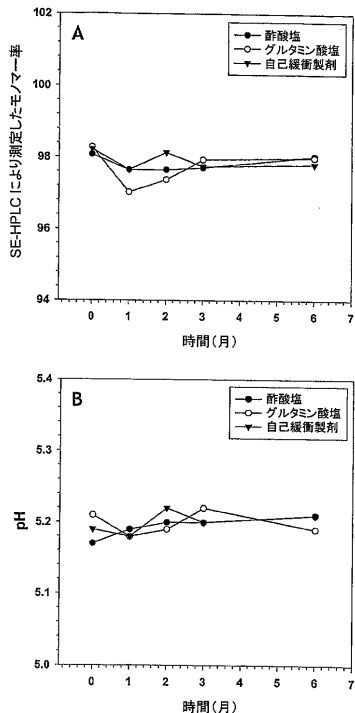 A
酢酸塩
グルタミン酸塩
自己緩衝製剤
SE-HPLCにより測定したモノマー率
102
100
98
96
94
0 1 2 3 4 5 6 7
時間(月)
B
酢酸塩
グルタミン酸塩
自己緩衝製剤
pH
5.4
5.3
5.2
5.1
5.0
0 1 2 3 4 5 6 7
時間(月)